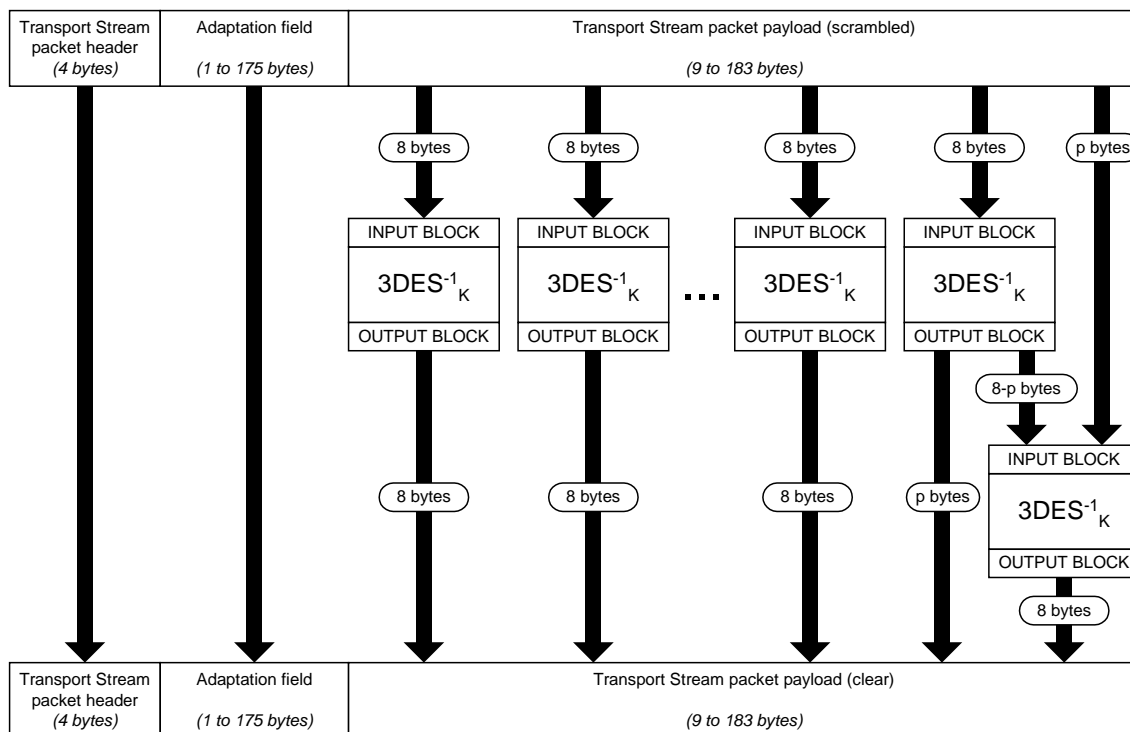 Transport Stream
packet header
(4 bytes)
Adaptation field
(1 to 175 bytes)
Transport Stream packet payload (scrambled)
(9 to 183 bytes)
8 bytes
8 bytes
8 bytes
8 bytes
p bytes
INPUT BLOCK
3DES-1K
OUTPUT BLOCK
INPUT BLOCK
3DES-1K
OUTPUT BLOCK
...
INPUT BLOCK
3DES-1K
OUTPUT BLOCK
INPUT BLOCK
3DES-1K
OUTPUT BLOCK
8-p bytes
INPUT BLOCK
3DES-1K
OUTPUT BLOCK
8 bytes
8 bytes
8 bytes
p bytes
8 bytes
Transport Stream
packet header
(4 bytes)
Adaptation field
(1 to 175 bytes)
Transport Stream packet payload (clear)
(9 to 183 bytes)